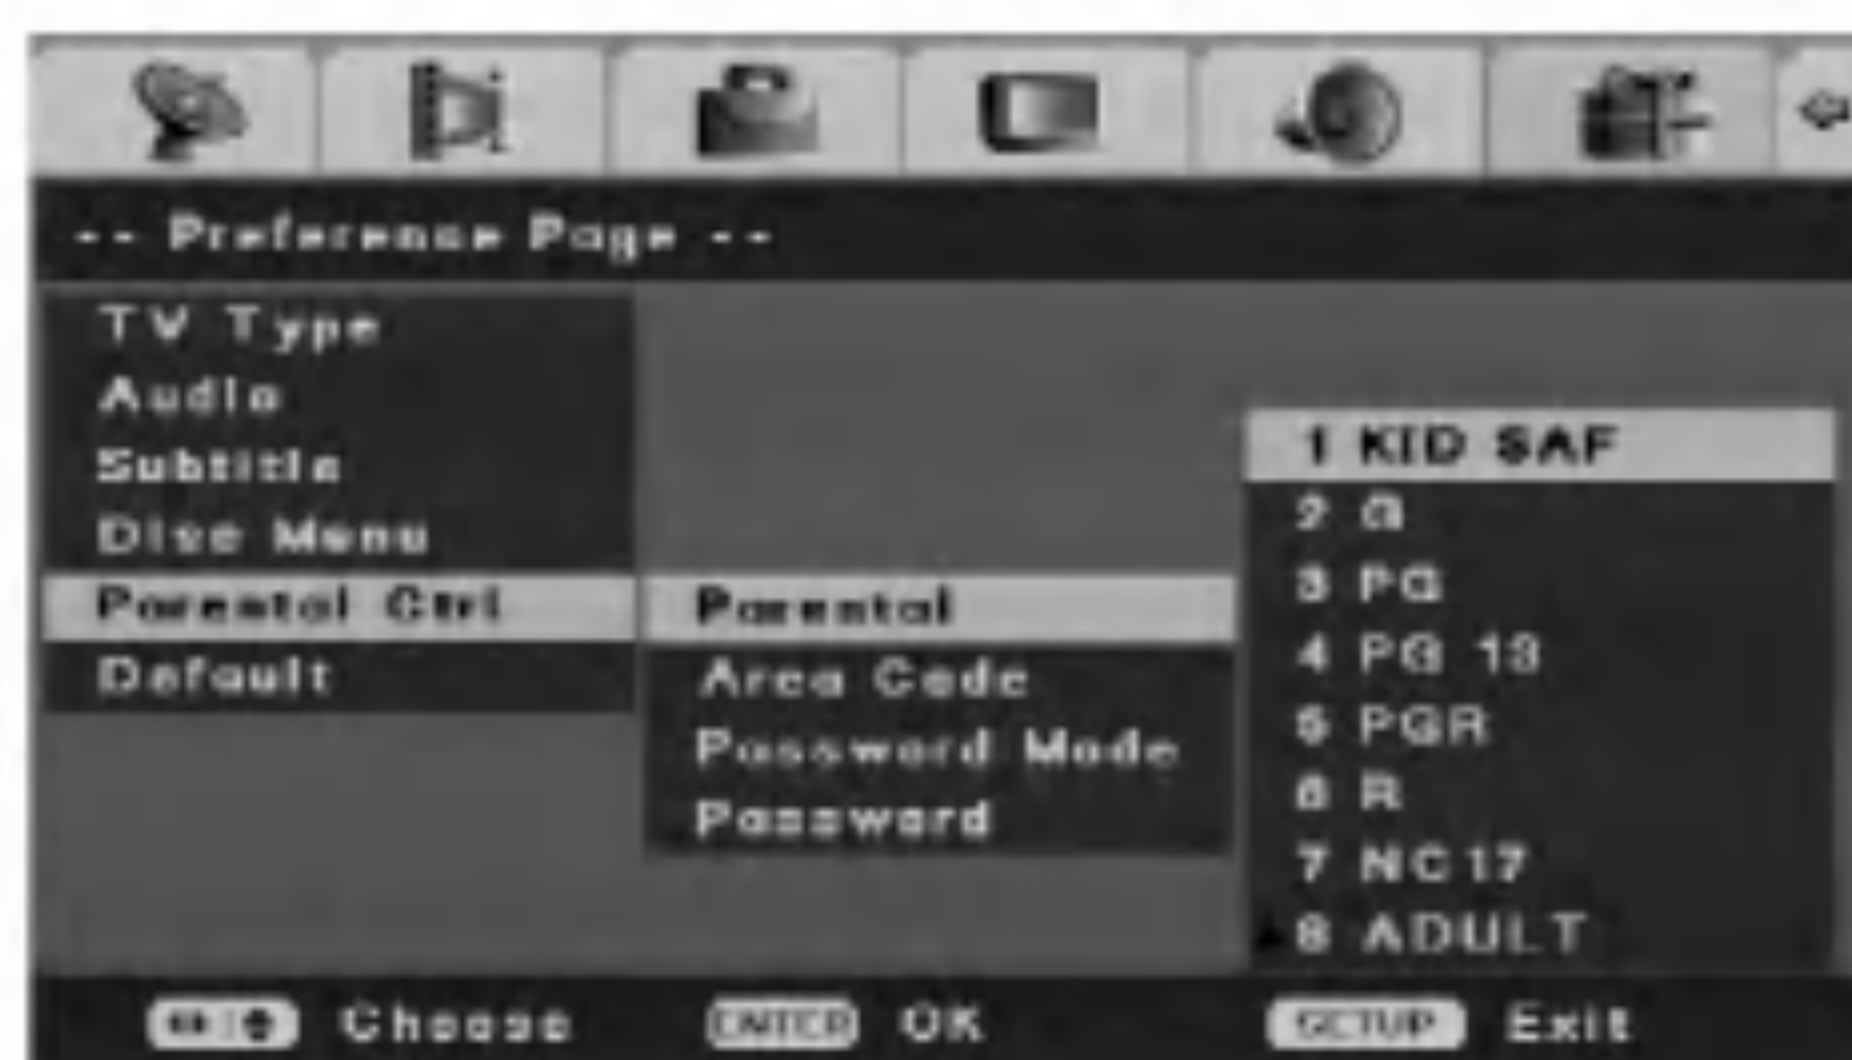 -- Preference Page --
TV Type
Audio
Subtitle
Disc Menu
Parental Ctrl
Default
Parental
Area Code
Password Mode
Password
1 KID SAF
2 G
3 PG
4 PG 13
5 PGR
6 R
7 NC17
8 ADULT
Choose
ENTER OK
SETUP Exit